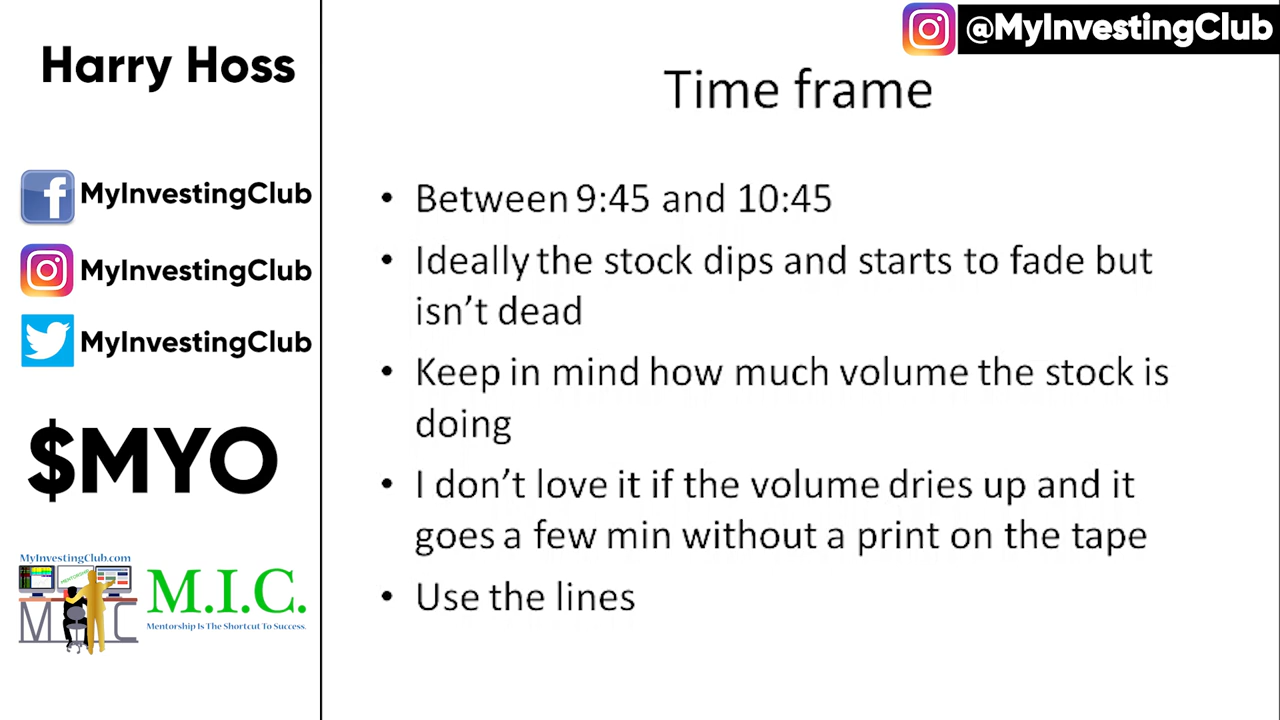 Harry Hoss
MyInvestingClub
MyInvestingClub
MyInvestingClub
$MYO
MyInvestingClub.com
MENTORSHIP
MIC
M.I.C.
Mentorship Is The Shortcut To Success.
@MyInvestingClub
Time frame
• Between 9:45 and 10:45
• Ideally the stock dips and starts to fade but
isn’t dead
• Keep in mind how much volume the stock is
doing
• I don’t love it if the volume dries up and it
goes a few min without a print on the tape
• Use the lines